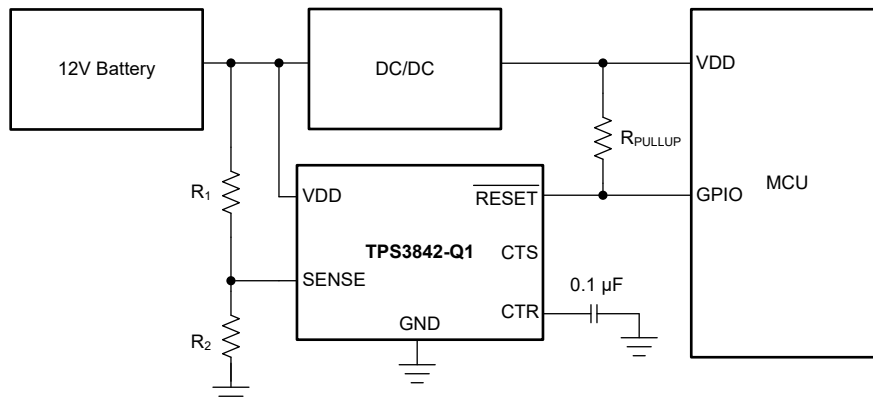 12V Battery
DC/DC
VDD
R₁
R_PULLUP
VDD
RESET
GPIO
MCU
TPS3842-Q1
CTS
SENSE
0.1 µF
CTR
GND
R₂